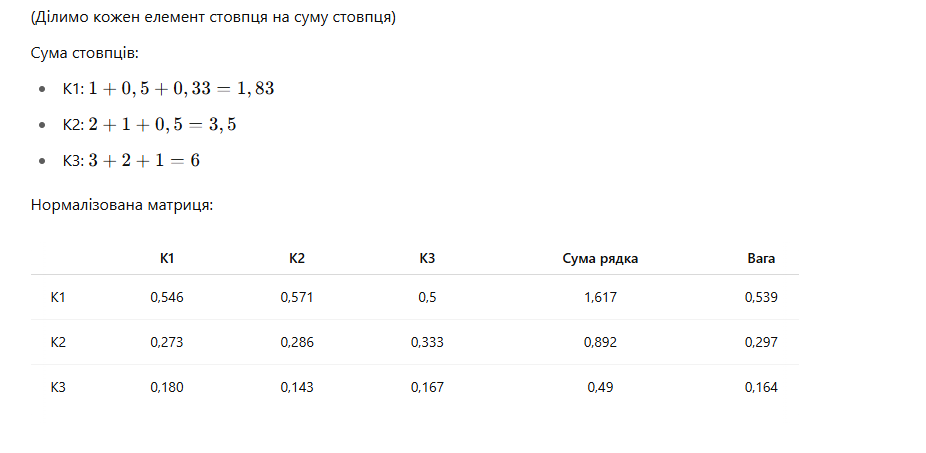 (Ділимо кожен елемент стовпця на суму стовпця)
Сума стовпців:
• К1: 1 + 0, 5 + 0, 33 = 1, 83
• К2: 2 + 1 + 0, 5 = 3, 5
• К3: 3 + 2 + 1 = 6
Нормалізована матриця:
К1 К2 К3 Сума рядка Вага
К1 0,546 0,571 0,5 1,617 0,539
К2 0,273 0,286 0,333 0,892 0,297
К3 0,180 0,143 0,167 0,49 0,164